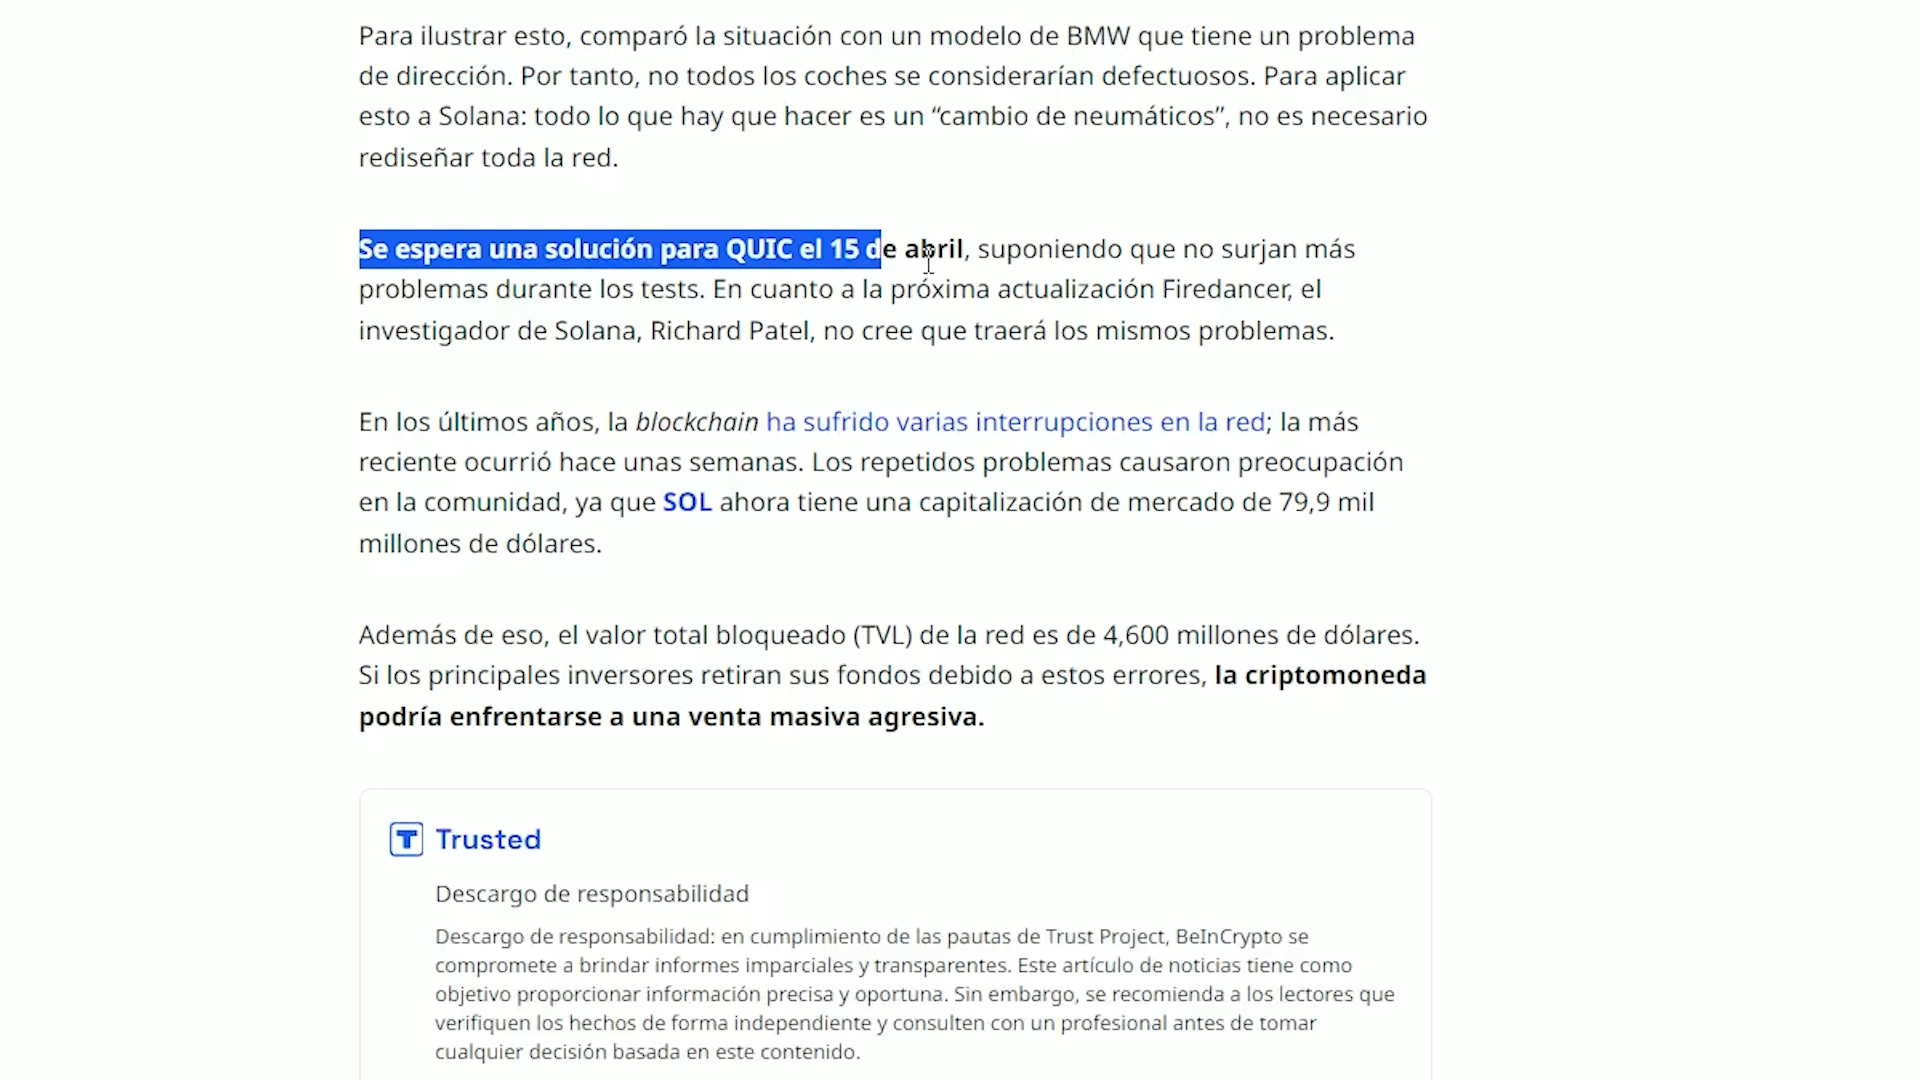 Para ilustrar esto, comparó la situación con un modelo de BMW que tiene un problema
de dirección. Por tanto, no todos los coches se considerarían defectuosos. Para aplicar
esto a Solana: todo lo que hay que hacer es un “cambio de neumáticos”, no es necesario
rediseñar toda la red.
Se espera una solución para QUIC el 15 de abril, suponiendo que no surjan más
problemas durante los tests. En cuanto a la próxima actualización Firedancer, el
investigador de Solana, Richard Patel, no cree que traerá los mismos problemas.
En los últimos años, la blockchain ha sufrido varias interrupciones en la red; la más
reciente ocurrió hace unas semanas. Los repetidos problemas causaron preocupación
en la comunidad, ya que SOL ahora tiene una capitalización de mercado de 79,9 mil
millones de dólares.
Además de eso, el valor total bloqueado (TVL) de la red es de 4,600 millones de dólares.
Si los principales inversores retiran sus fondos debido a estos errores, la criptomoneda
podría enfrentarse a una venta masiva agresiva.
T Trusted
Descargo de responsabilidad
Descargo de responsabilidad: en cumplimiento de las pautas de Trust Project, BeInCrypto se
compromete a brindar informes imparciales y transparentes. Este artículo de noticias tiene como
objetivo proporcionar información precisa y oportuna. Sin embargo, se recomienda a los lectores que
verifiquen los hechos de forma independiente y consulten con un profesional antes de tomar
cualquier decisión basada en este contenido.